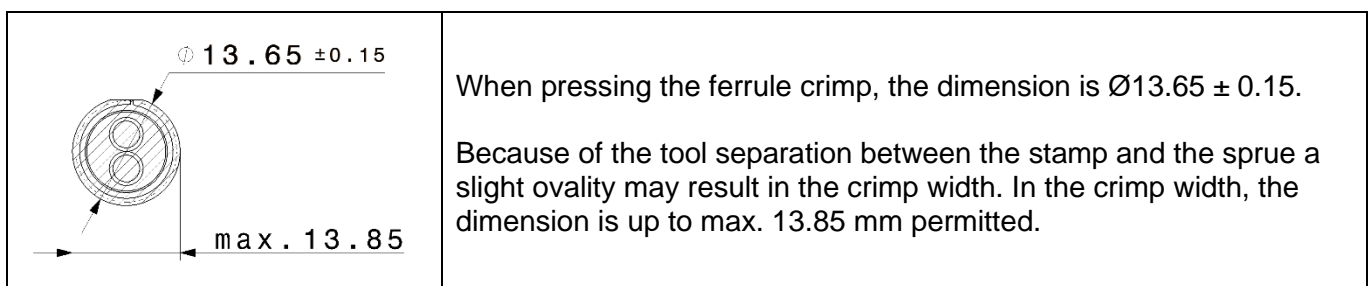 ∅ 13.65 ±0.15
max.13.85
When pressing the ferrule crimp, the dimension is Ø13.65 ± 0.15.
Because of the tool separation between the stamp and the sprue a
slight ovality may result in the crimp width. In the crimp width, the
dimension is up to max. 13.85 mm permitted.